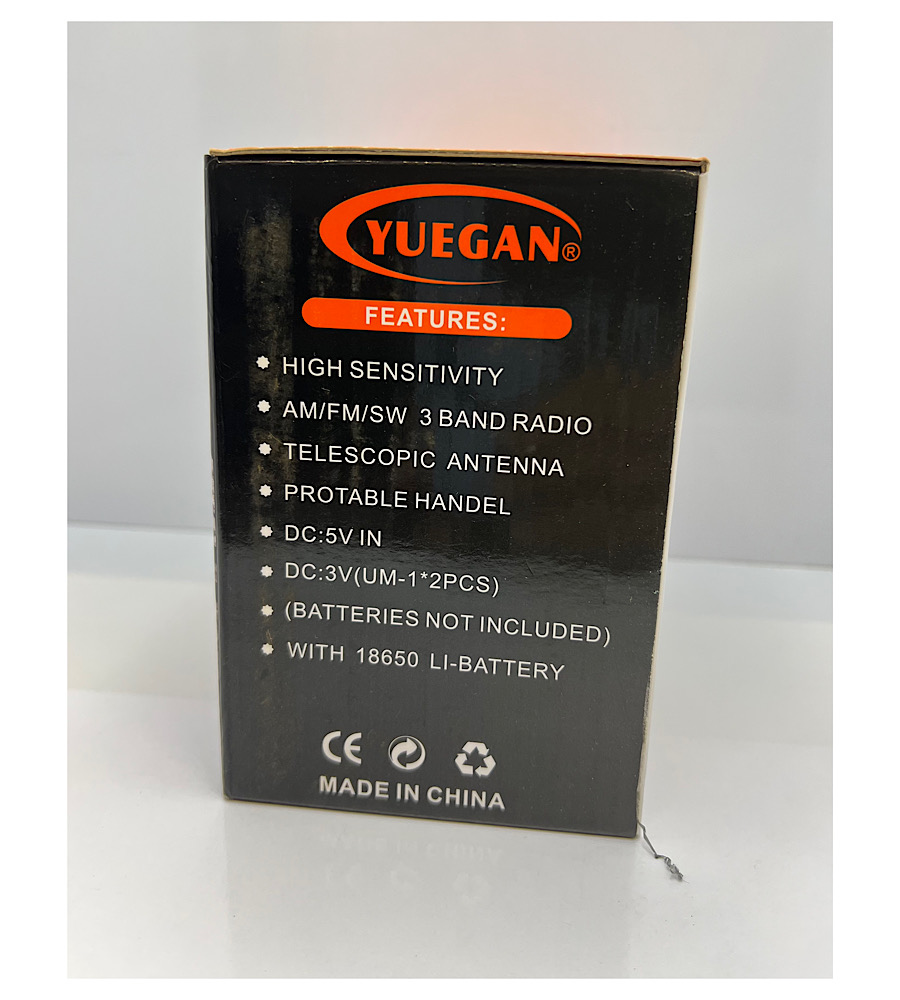 YUEGAN®
FEATURES:
HIGH SENSITIVITY
AM/FM/SW 3 BAND RADIO
TELESCOPIC ANTENNA
PROTABLE HANDEL
DC:5V IN
DC:3V(UM-1*2PCS)
(BATTERIES NOT INCLUDED)
WITH 18650 LI-BATTERY
CE
MADE IN CHINA